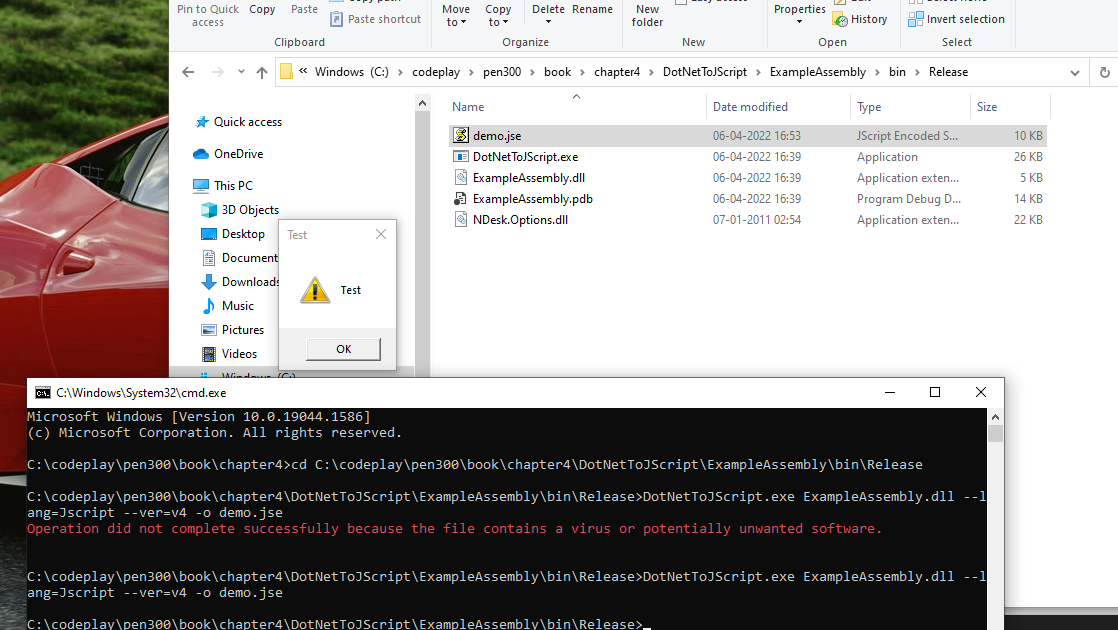 Pin to Quick access
Copy
Paste
Paste shortcut
Clipboard
Move to
Copy to
Delete
Rename
Organize
New folder
New
Properties
History
Open
Invert selection
Select
« Windows (C:) > codeplay > pen300 > book > chapter4 > DotNetToJScript > ExampleAssembly > bin > Release
Name Date modified Type Size
demo.jse 06-04-2022 16:53 JScript Encoded S... 10 KB
DotNetToJScript.exe 06-04-2022 16:39 Application 26 KB
ExampleAssembly.dll 06-04-2022 16:39 Application exten... 5 KB
ExampleAssembly.pdb 06-04-2022 16:39 Program Debug D... 14 KB
NDesk.Options.dll 07-01-2011 02:54 Application exten... 22 KB
Quick access
OneDrive
This PC
3D Objects
Desktop
Document
Downloads
Music
Pictures
Videos
Windows (C:)
Test
Test
OK
C:\Windows\System32\cmd.exe
Microsoft Windows [Version 10.0.19044.1586]
(c) Microsoft Corporation. All rights reserved.
C:\codeplay\pen300\book\chapter4>cd C:\codeplay\pen300\book\chapter4\DotNetToJScript\ExampleAssembly\bin\Release
C:\codeplay\pen300\book\chapter4\DotNetToJScript\ExampleAssembly\bin\Release>DotNetToJScript.exe ExampleAssembly.dll --l
ang=Jscript --ver=v4 -o demo.jse
Operation did not complete successfully because the file contains a virus or potentially unwanted software.
C:\codeplay\pen300\book\chapter4\DotNetToJScript\ExampleAssembly\bin\Release>DotNetToJScript.exe ExampleAssembly.dll --l
ang=Jscript --ver=v4 -o demo.jse
C:\codeplay\pen300\book\chapter4\DotNetToJScript\ExampleAssembly\bin\Release>_